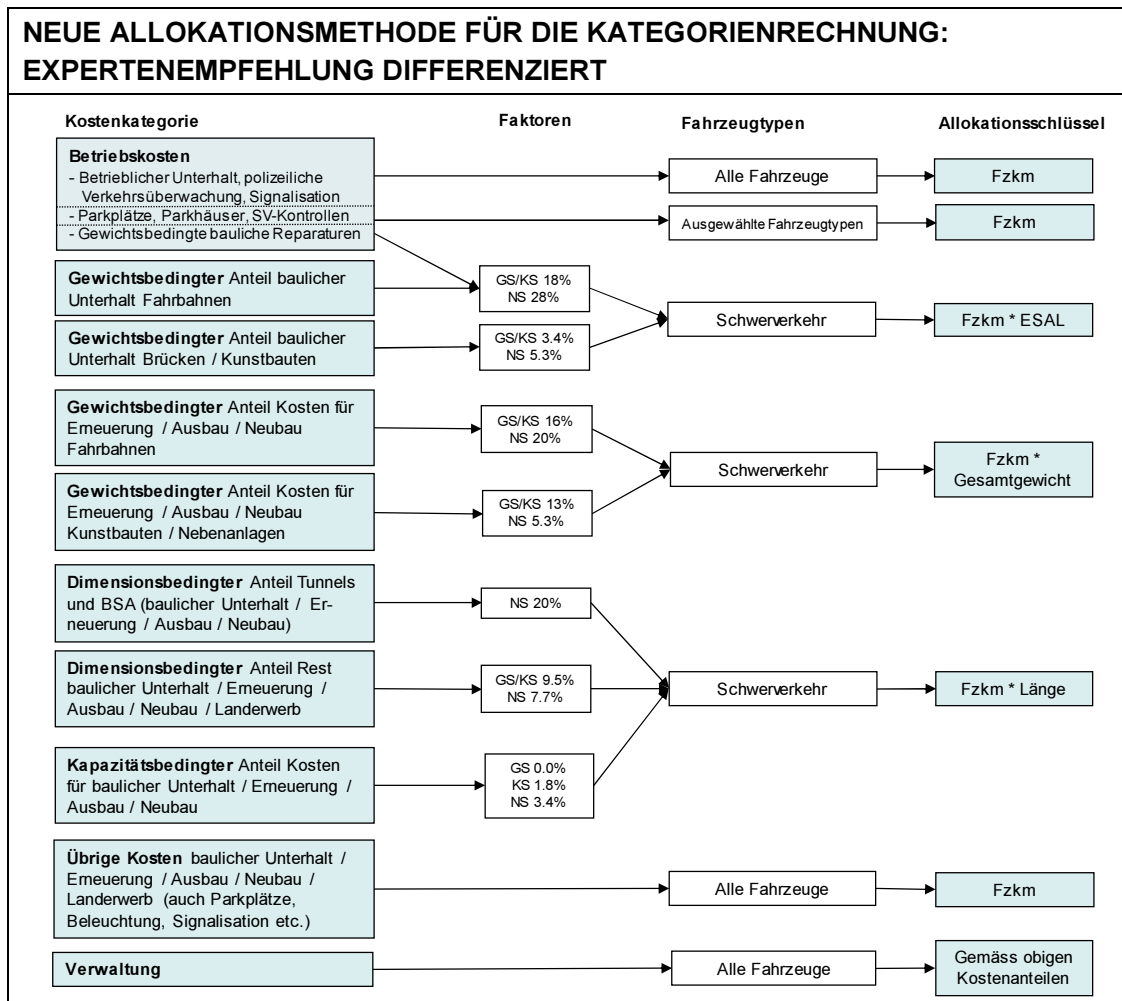 NEUE ALLOKATIONSMETHODE FÜR DIE KATEGORIENRECHNUNG:
EXPERTENEMPFEHLUNG DIFFERENZIERT
Kostenkategorie
Faktoren
Fahrzeugtypen
Allokationsschlüssel
Betriebskosten
- Betrieblicher Unterhalt, polizeiliche
Verkehrsüberwachung, Signalisation
- Parkplätze, Parkhäuser, SV-Kontrollen
- Gewichtsbedingte bauliche Reparaturen
Alle Fahrzeuge
Fzkm
Ausgewählte Fahrzeugtypen
Fzkm
Gewichtsbedingter Anteil baulicher
Unterhalt Fahrbahnen
GS/KS 18%
NS 28%
Gewichtsbedingter Anteil baulicher
Unterhalt Brücken / Kunstbauten
GS/KS 3.4%
NS 5.3%
Schwerverkehr
Fzkm * ESAL
Gewichtsbedingter Anteil Kosten für
Erneuerung / Ausbau / Neubau
Fahrbahnen
GS/KS 16%
NS 20%
Gewichtsbedingter Anteil Kosten für
Erneuerung / Ausbau / Neubau
Kunstbauten / Nebenanlagen
GS/KS 13%
NS 5.3%
Schwerverkehr
Fzkm *
Gesamtgewicht
Dimensionsbedingter Anteil Tunnels
und BSA (baulicher Unterhalt / Er-
neuerung / Ausbau / Neubau)
NS 20%
Dimensionsbedingter Anteil Rest
baulicher Unterhalt / Erneuerung /
Ausbau / Neubau / Landerwerb
GS/KS 9.5%
NS 7.7%
Schwerverkehr
Fzkm * Länge
Kapazitätsbedingter Anteil Kosten
für baulicher Unterhalt / Erneuerung /
Ausbau / Neubau
GS 0.0%
KS 1.8%
NS 3.4%
Übrige Kosten baulicher Unterhalt /
Erneuerung / Ausbau / Neubau /
Landerwerb (auch Parkplätze,
Beleuchtung, Signalisation etc.)
Alle Fahrzeuge
Fzkm
Verwaltung
Alle Fahrzeuge
Gemäss obigen
Kostenanteilen